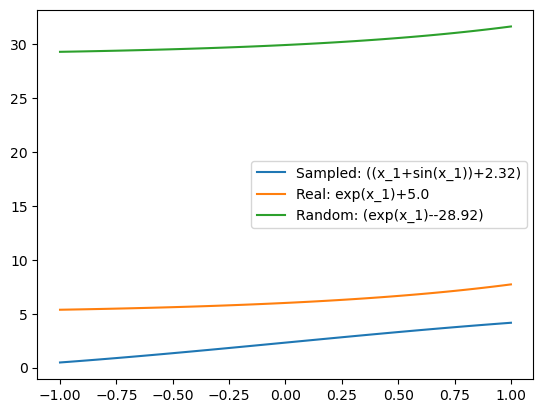 30
25
20
15
10
5
0
Sampled: ((x_1+sin(x_1))+2.32)
Real: exp(x_1)+5.0
Random: (exp(x_1)--28.92)
−1.00 −0.75 −0.50 −0.25 0.00 0.25 0.50 0.75 1.00